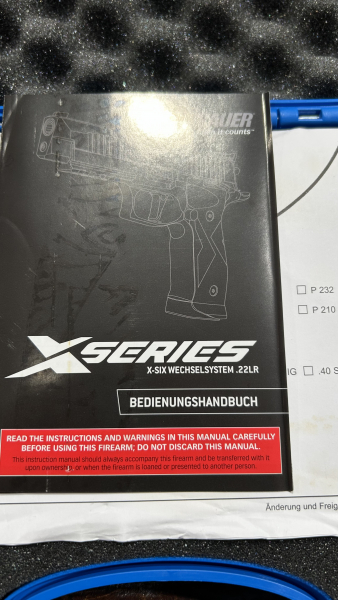 counts™
X SERIES
X-SIX WECHSELSYSTEM .22LR
BEDIENUNGSHANDBUCH
READ THE INSTRUCTIONS AND WARNINGS IN THIS MANUAL CAREFULLY
BEFORE USING THIS FIREARM; DO NOT DISCARD THIS MANUAL.
This instruction manual should always accompany this firearm and be transferred with it
upon ownership or when the firearm is loaned or presented to another person.
P 232
P 210
.40 S
Änderung und Freig